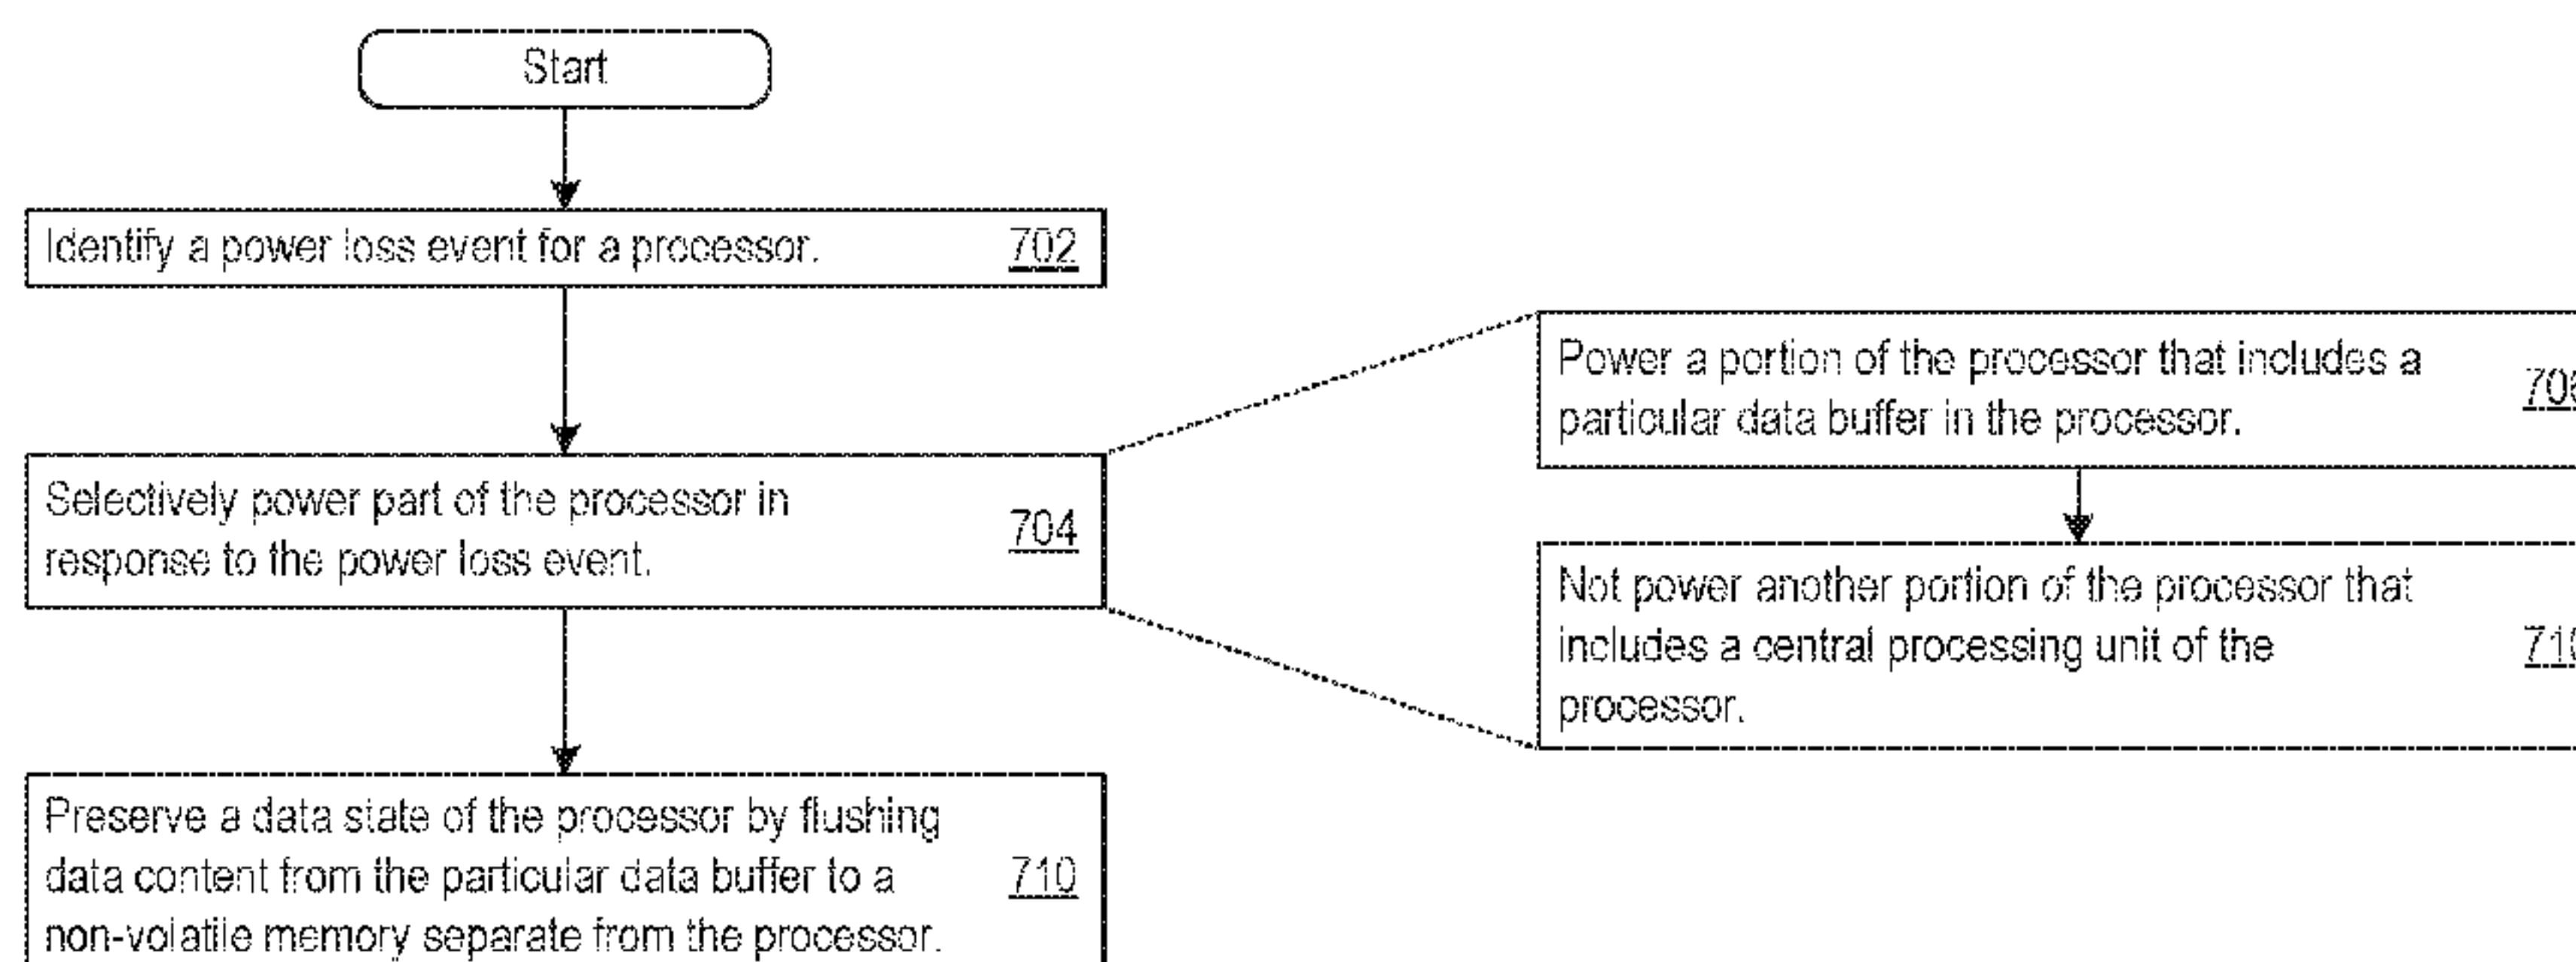 Start
Identify a power loss event for a processor. 702
Selectively power part of the processor in
response to the power loss event. 704
Power a portion of the processor that includes a
particular data buffer in the processor.
Not power another portion of the processor that
includes a central processing unit of the
processor.
Preserve a data state of the processor by flushing
data content from the particular data buffer to a 710
non-volatile memory separate from the processor.